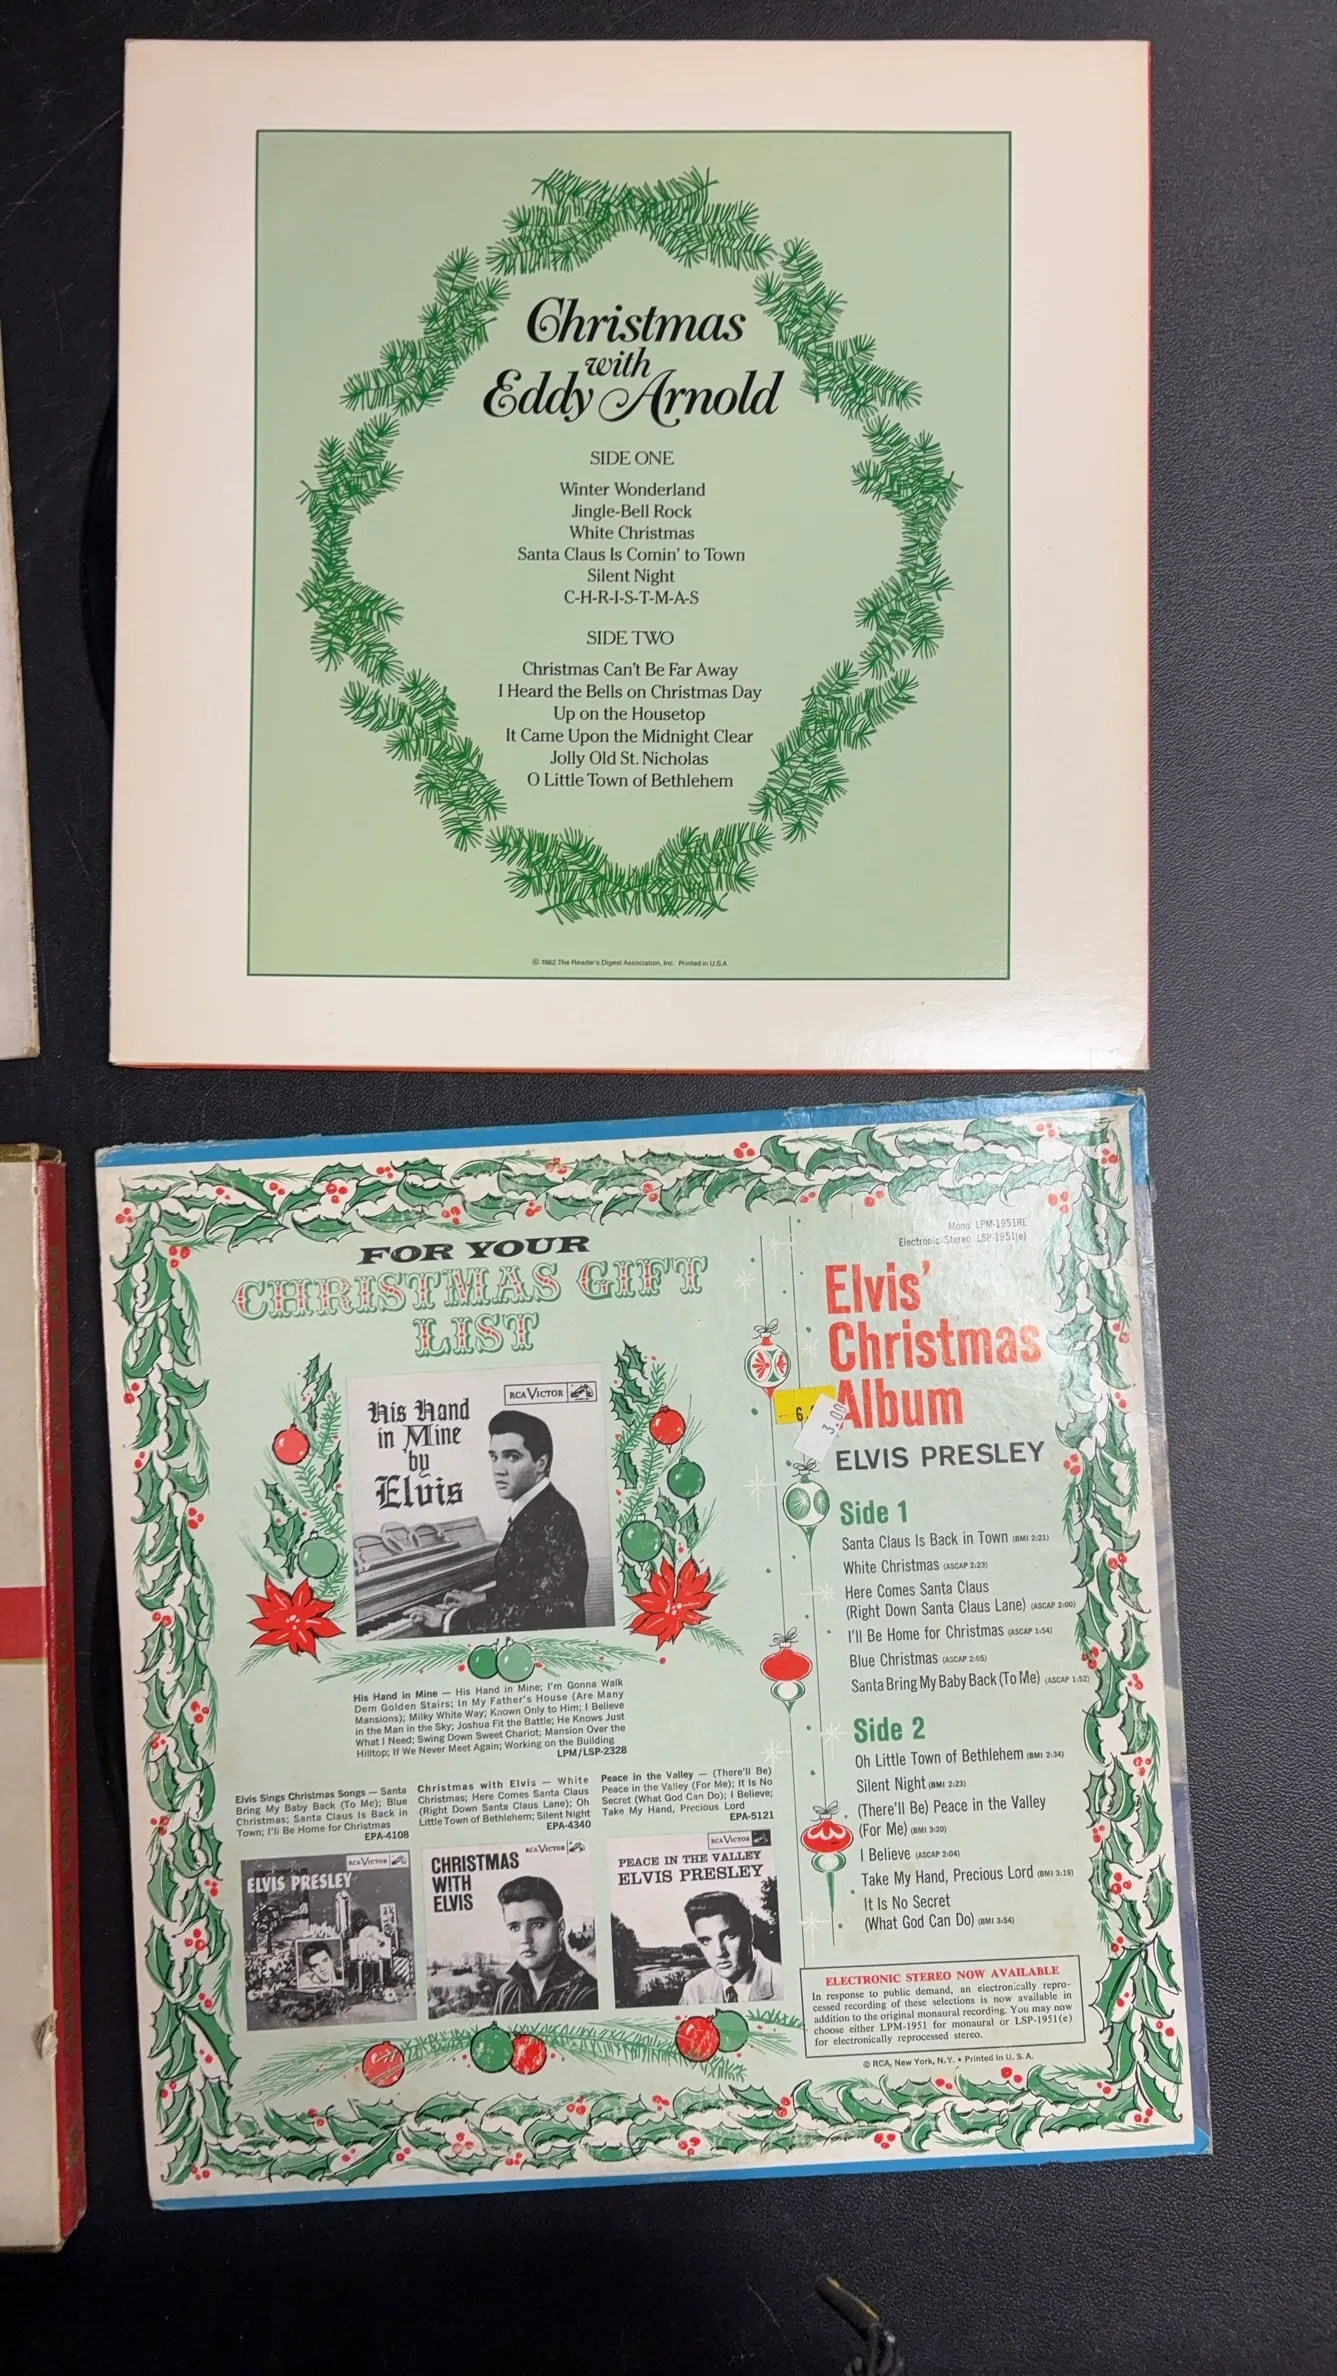 Christmas
with
Eddy Arnold
SIDE ONE
Winter Wonderland
Jingle-Bell Rock
White Christmas
Santa Claus Is Comin' to Town
Silent Night
C-H-R-I-S-T-M-A-S
SIDE TWO
Christmas Can't Be Far Away
I Heard the Bells on Christmas Day
Up on the Housetop
It Came Upon the Midnight Clear
Jolly Old St. Nicholas
O Little Town of Bethlehem
© 1982 The Reader's Digest Association, Inc. Printed in U.S.A.
Mono LPM-1951RE
Electronic Stereo LSP-1951(e)
FOR YOUR
CHRISTMAS GIFT
LIST
RCA VICTOR
His Hand
in Mine
by
Elvis
His Hand in Mine — His Hand in Mine; I'm Gonna Walk
Dem Golden Stairs; In My Father's House (Are Many
Mansions); Milky White Way; Known Only to Him; I Believe
in the Man in the Sky; Joshua Fit the Battle; He Knows Just
What I Need; Swing Down Sweet Chariot; Mansion Over the
Hilltop; If We Never Meet Again; Working on the Building
LPM/LSP-2328
Elvis Sings Christmas Songs — Santa
Bring My Baby Back (To Me); Blue
Christmas; Santa Claus Is Back in
Town; I'll Be Home for Christmas
EPA-4108
Christmas with Elvis — White
Christmas; Here Comes Santa Claus
(Right Down Santa Claus Lane); Oh
Little Town of Bethlehem; Silent Night
EPA-4340
Peace in the Valley — (There'll Be)
Peace in the Valley (For Me); It Is No
Secret (What God Can Do); I Believe;
Take My Hand, Precious Lord
EPA-5121
RCA VICTOR
ELVIS PRESLEY
RCA VICTOR
CHRISTMAS
WITH
ELVIS
RCA VICTOR
PEACE IN THE VALLEY
ELVIS PRESLEY
Elvis'
Christmas
Album
6.
3.00
ELVIS PRESLEY
Side 1
Santa Claus Is Back in Town (BMI 2:21)
White Christmas (ASCAP 2:23)
Here Comes Santa Claus
(Right Down Santa Claus Lane) (ASCAP 2:00)
I'll Be Home for Christmas (ASCAP 1:54)
Blue Christmas (ASCAP 2:05)
Santa Bring My Baby Back (To Me) (ASCAP 1:52)
Side 2
Oh Little Town of Bethlehem (BMI 2:34)
Silent Night (BMI 2:23)
(There'll Be) Peace in the Valley
(For Me) (BMI 3:20)
I Believe (ASCAP 2:04)
Take My Hand, Precious Lord (BMI 3:19)
It Is No Secret
(What God Can Do) (BMI 3:54)
ELECTRONIC STEREO NOW AVAILABLE
In response to public demand, an electronically repro-
cessed recording of these selections is now available in
addition to the original monaural recording. You may now
choose either LPM-1951 for monaural or LSP-1951(e)
for electronically reprocessed stereo.
© RCA, New York, N.Y. • Printed in U. S. A.